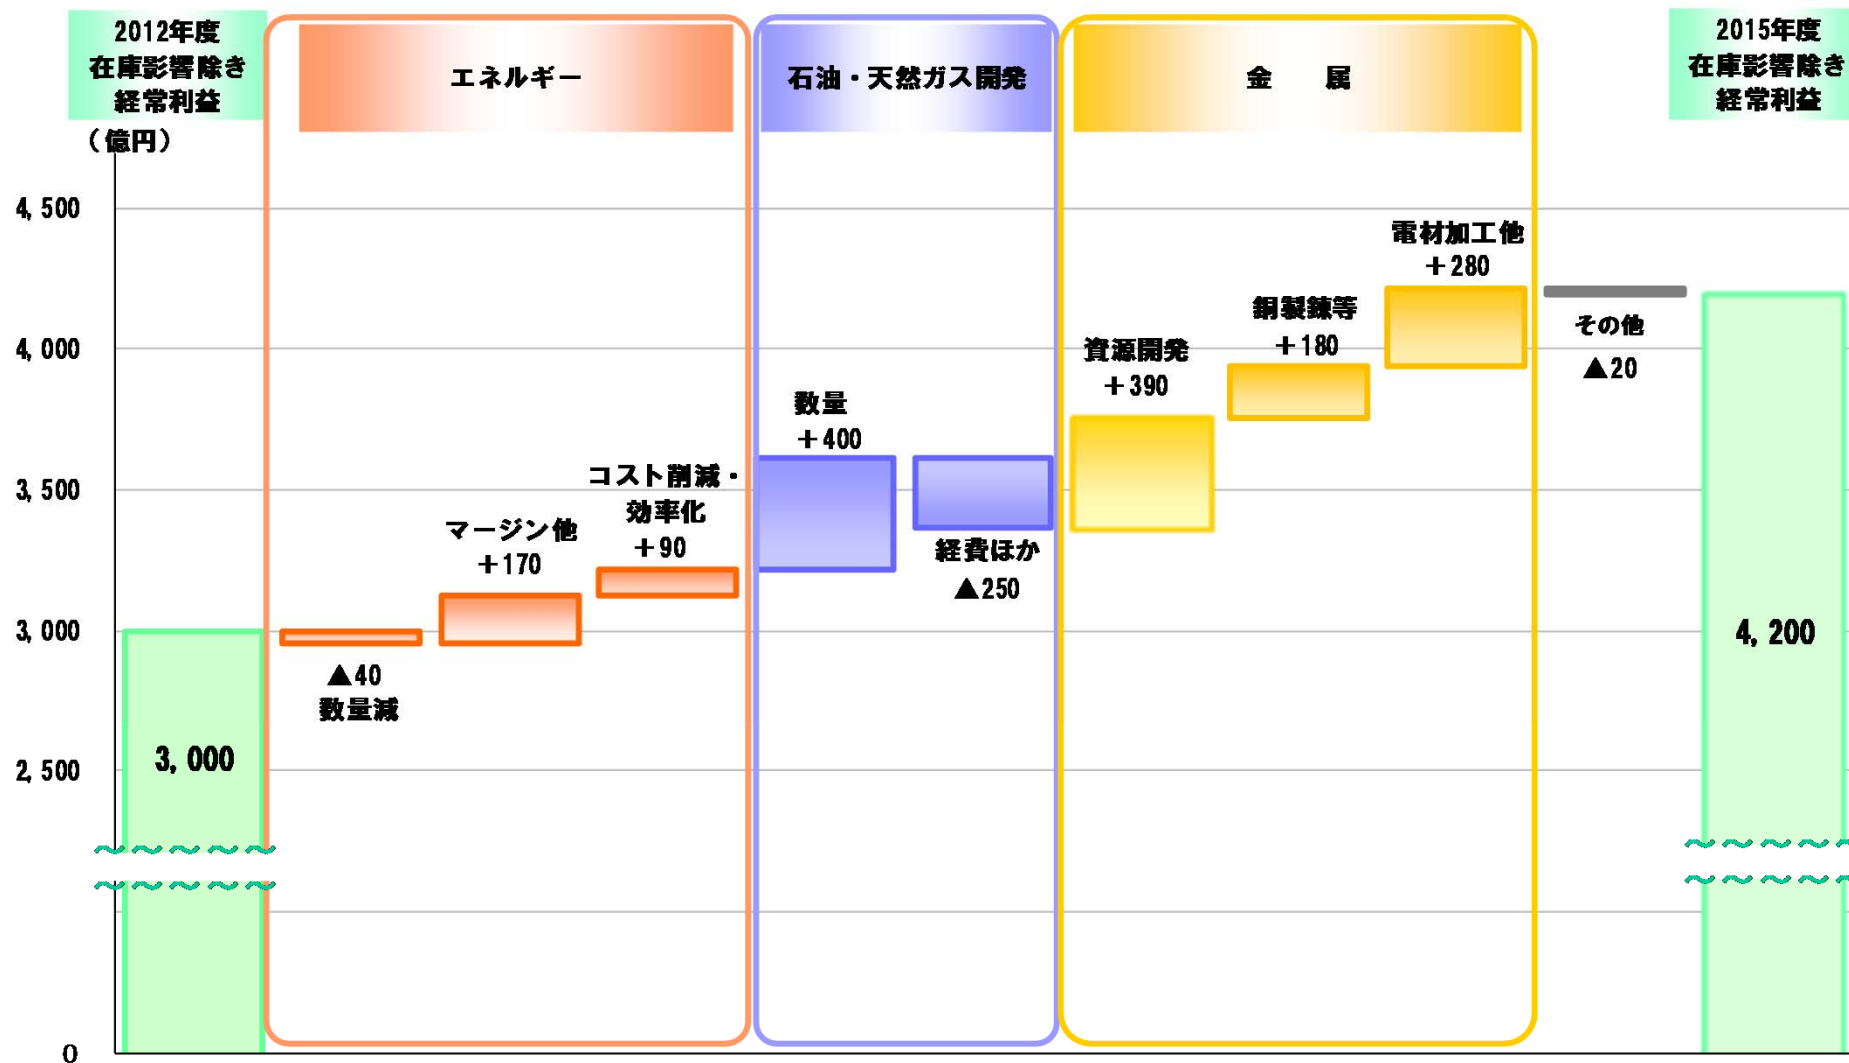 2012年度
在庫影響除き
経常利益
(億円)
エネルギー
石油・天然ガス開発
金　属
2015年度
在庫影響除き
経常利益
4,500
4,000
3,500
3,000
2,500
0
3,000
▲40
数量減
マージン他
+170
コスト削減・
効率化
+90
数量
+400
経費ほか
▲250
資源開発
+390
銅製錬等
+180
電材加工他
+280
その他
▲20
4,200